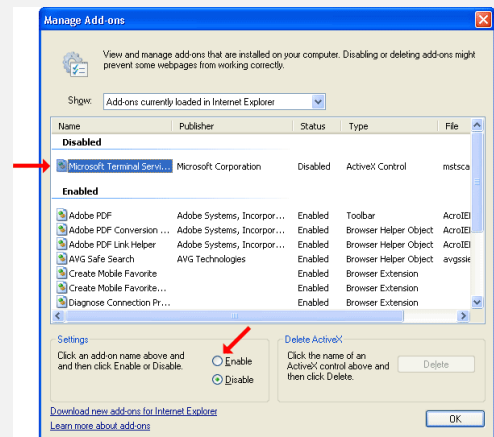 Manage Add-ons
View and manage add-ons that are installed on your computer. Disabling or deleting add-ons might
prevent some webpages from working correctly.
Show: Add-ons currently loaded in Internet Explorer
Name Publisher Status Type File
Disabled
Microsoft Terminal Servi... Microsoft Corporation Disabled ActiveX Control mstsca
Enabled
Adobe PDF Adobe Systems, Incorpor... Enabled Toolbar AcroIEl
Adobe PDF Conversion ... Adobe Systems, Incorpor... Enabled Browser Helper Object AcroIEl
Adobe PDF Link Helper Adobe Systems, Incorpor... Enabled Browser Helper Object AcroIEl
AVG Safe Search AVG Technologies Enabled Browser Helper Object avgssie
Create Mobile Favorite Enabled Browser Extension
Create Mobile Favorite... Enabled Browser Extension
Diagnose Connection Pr... Enabled Browser Extension
Settings
Click an add-on name above and
and then click Enable or Disable.
Enable
Disable
Delete ActiveX
Click the name of an
ActiveX control above and
then click Delete.
Delete
Download new add-ons for Internet Explorer
Learn more about add-ons
OK